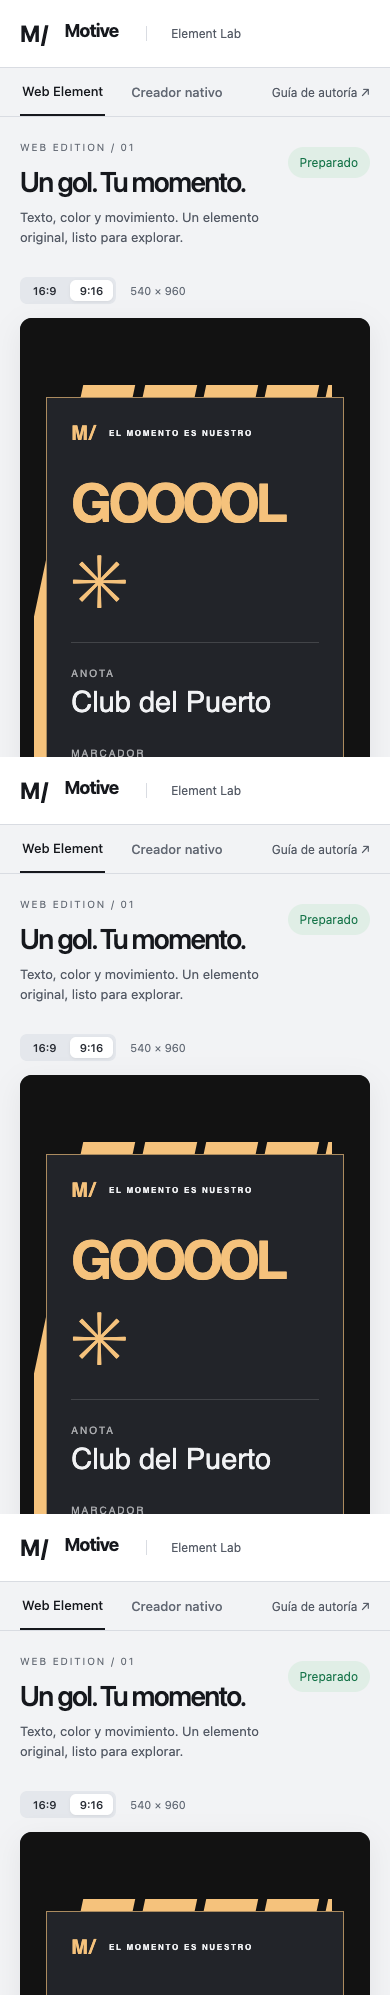 M/ Motive Element Lab
Web Element Creador nativo Guía de autoría ↗
WEB EDITION / 01
Preparado
Un gol. Tu momento.
Texto, color y movimiento. Un elemento
original, listo para explorar.
16:9 9:16 540 × 960
M/ EL MOMENTO ES NUESTRO
GOOOOL
ANOTA
Club del Puerto
MARCADOR
M/ Motive Element Lab
Web Element Creador nativo Guía de autoría ↗
WEB EDITION / 01
Preparado
Un gol. Tu momento.
Texto, color y movimiento. Un elemento
original, listo para explorar.
16:9 9:16 540 × 960
M/ EL MOMENTO ES NUESTRO
GOOOOL
ANOTA
Club del Puerto
MARCADOR
M/ Motive Element Lab
Web Element Creador nativo Guía de autoría ↗
WEB EDITION / 01
Preparado
Un gol. Tu momento.
Texto, color y movimiento. Un elemento
original, listo para explorar.
16:9 9:16 540 × 960
M/ EL MOMENTO ES NUESTRO